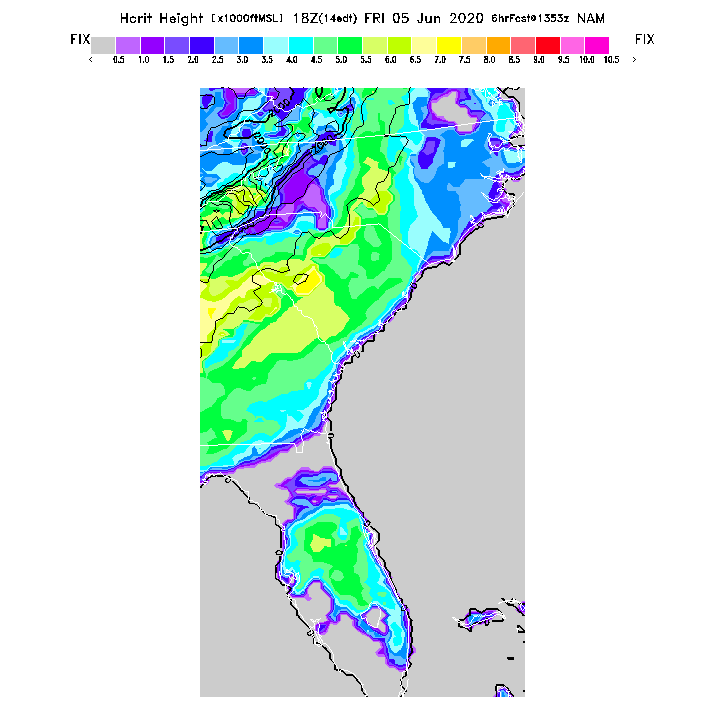 Hcrit Height [x1000ftMSL] 18Z(14edt) FRI 05 Jun 2020 6hrFcst@1353z NAM
FIX FIX
< 0.5 1.0 1.5 2.0 2.5 3.0 3.5 4.0 4.5 5.0 5.5 6.0 6.5 7.0 7.5 8.0 8.5 9.0 9.5 10.0 10.5 >